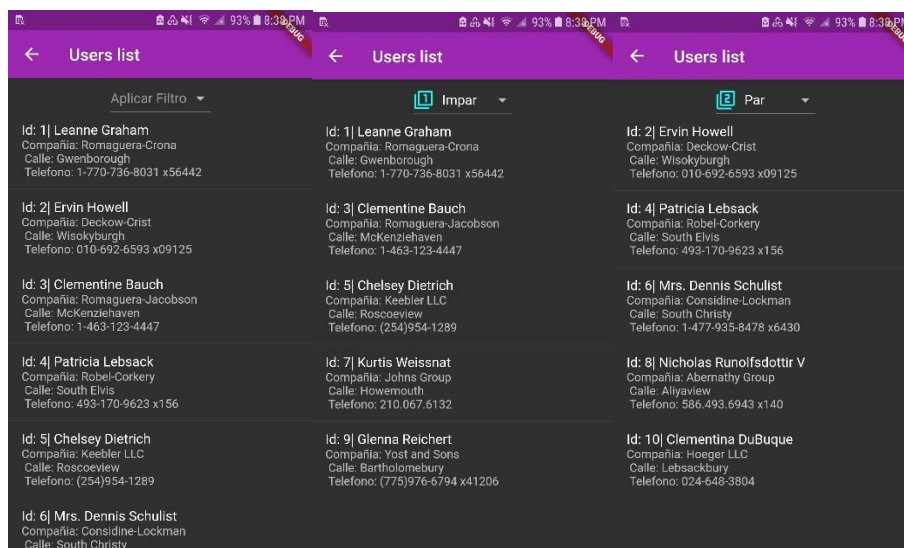 93% 8:38 PM
DEBUG
Users list
Aplicar Filtro
Id: 1| Leanne Graham
Compañia: Romaguera-Crona
Calle: Gwenborough
Telefono: 1-770-736-8031 x56442
Id: 2| Ervin Howell
Compañia: Deckow-Crist
Calle: Wisokyburgh
Telefono: 010-692-6593 x09125
Id: 3| Clementine Bauch
Compañia: Romaguera-Jacobson
Calle: McKenziehaven
Telefono: 1-463-123-4447
Id: 4| Patricia Lebsack
Compañia: Robel-Corkery
Calle: South Elvis
Telefono: 493-170-9623 x156
Id: 5| Chelsey Dietrich
Compañia: Keebler LLC
Calle: Roscoeview
Telefono: (254)954-1289
Id: 6| Mrs. Dennis Schulist
Compañia: Considine-Lockman
Calle: South Christy
93% 8:38 PM
DEBUG
Users list
1 Impar
Id: 1| Leanne Graham
Compañia: Romaguera-Crona
Calle: Gwenborough
Telefono: 1-770-736-8031 x56442
Id: 3| Clementine Bauch
Compañia: Romaguera-Jacobson
Calle: McKenziehaven
Telefono: 1-463-123-4447
Id: 5| Chelsey Dietrich
Compañia: Keebler LLC
Calle: Roscoeview
Telefono: (254)954-1289
Id: 7| Kurtis Weissnat
Compañia: Johns Group
Calle: Howemouth
Telefono: 210.067.6132
Id: 9| Glenna Reichert
Compañia: Yost and Sons
Calle: Bartholomebury
Telefono: (775)976-6794 x41206
93% 8:38 PM
DEBUG
Users list
2 Par
Id: 2| Ervin Howell
Compañia: Deckow-Crist
Calle: Wisokyburgh
Telefono: 010-692-6593 x09125
Id: 4| Patricia Lebsack
Compañia: Robel-Corkery
Calle: South Elvis
Telefono: 493-170-9623 x156
Id: 6| Mrs. Dennis Schulist
Compañia: Considine-Lockman
Calle: South Christy
Telefono: 1-477-935-8478 x6430
Id: 8| Nicholas Runolfsdottir V
Compañia: Abernathy Group
Calle: Aliyaview
Telefono: 586.493.6943 x140
Id: 10| Clementina DuBuque
Compañia: Hoeger LLC
Calle: Lebsackbury
Telefono: 024-648-3804